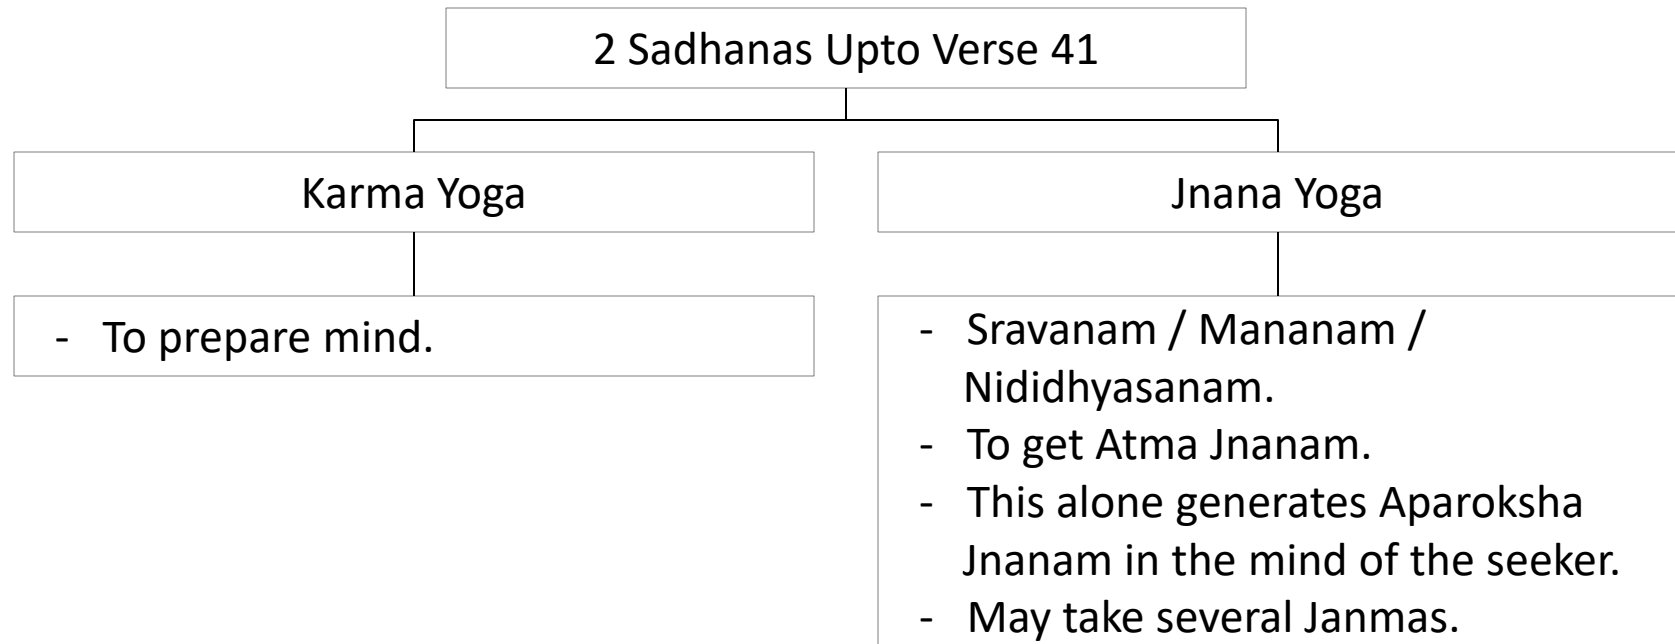 2 Sadhanas Upto Verse 41
Karma Yoga
- To prepare mind.
Jnana Yoga
- Sravanam / Mananam /
Nididhyasanam.
- To get Atma Jnanam.
- This alone generates Aparoksha
Jnanam in the mind of the seeker.
- May take several Janmas.